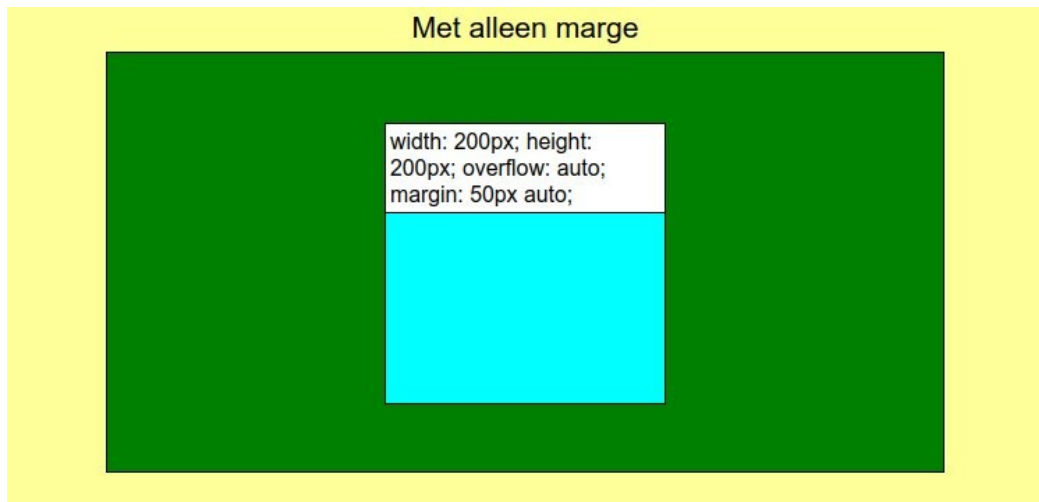 Met alleen marge
width: 200px; height:
200px; overflow: auto;
margin: 50px auto;